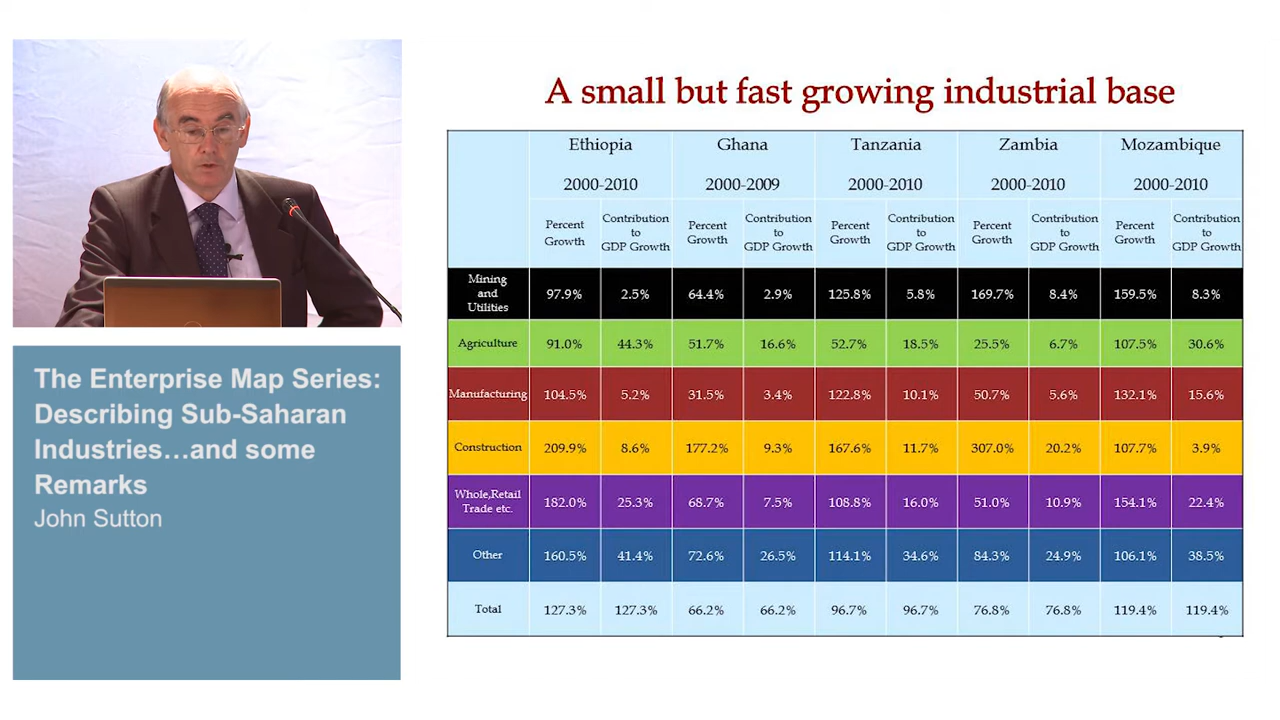 A small but fast growing industrial base
Ethiopia Ghana Tanzania Zambia Mozambique
2000-2010 2000-2009 2000-2010 2000-2010 2000-2010
Percent Growth Contribution to GDP Growth Percent Growth Contribution to GDP Growth Percent Growth Contribution to GDP Growth Percent Growth Contribution to GDP Growth Percent Growth Contribution to GDP Growth
Mining and Utilities 97.9% 2.5% 64.4% 2.9% 125.8% 5.8% 169.7% 8.4% 159.5% 8.3%
Agriculture 91.0% 44.3% 51.7% 16.6% 52.7% 18.5% 25.5% 6.7% 107.5% 30.6%
Manufacturing 104.5% 5.2% 31.5% 3.4% 122.8% 10.1% 50.7% 5.6% 132.1% 15.6%
Construction 209.9% 8.6% 177.2% 9.3% 167.6% 11.7% 307.0% 20.2% 107.7% 3.9%
Whole,Retail Trade etc. 182.0% 25.3% 68.7% 7.5% 108.8% 16.0% 51.0% 10.9% 154.1% 22.4%
Other 160.5% 41.4% 72.6% 26.5% 114.1% 34.6% 84.3% 24.9% 106.1% 38.5%
Total 127.3% 127.3% 66.2% 66.2% 96.7% 96.7% 76.8% 76.8% 119.4% 119.4%
The Enterprise Map Series:
Describing Sub-Saharan
Industries…and some
Remarks
John Sutton